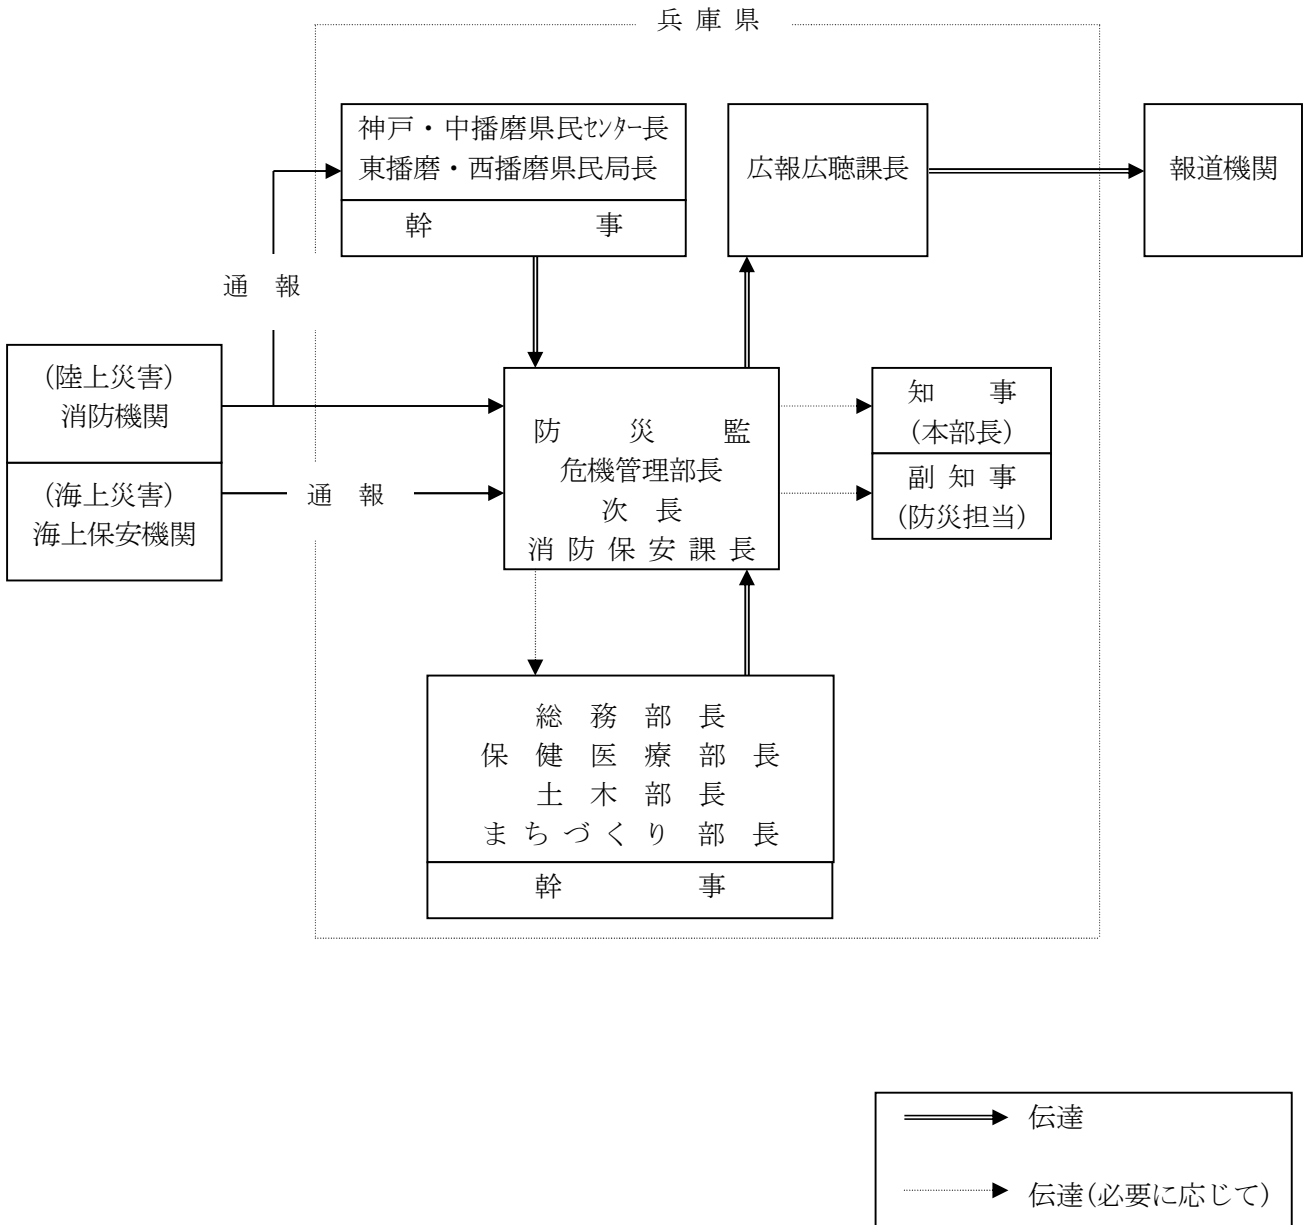 兵 庫 県
神戸・中播磨県民ｾﾝﾀｰ長
東播磨・西播磨県民局長
幹 事
広報広聴課長
報道機関
通 報
(陸上災害)
消防機関
(海上災害)
海上保安機関
通 報
防 災 監
危機管理部長
次 長
消 防 保 安 課 長
知 事
(本部長)
副 知 事
(防災担当)
総 務 部 長
保 健 医 療 部 長
土 木 部 長
ま ち づ く り 部 長
幹 事
伝達
伝達(必要に応じて)